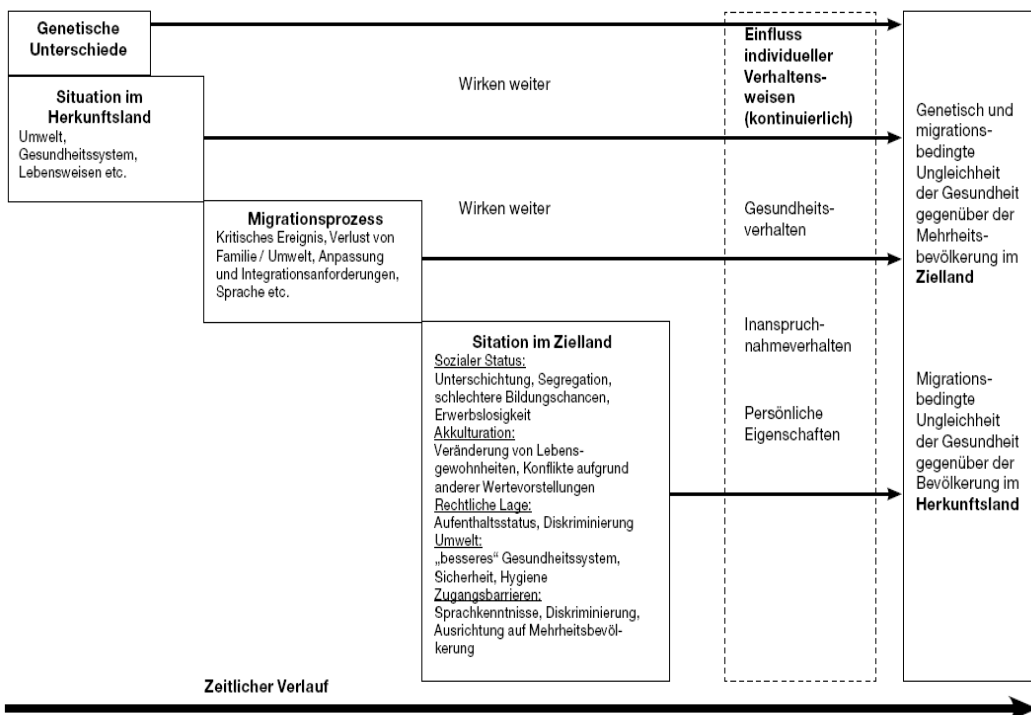 Genetische
Unterschiede
Situation im
Herkunftsland
Umwelt,
Gesundheitssystem,
Lebensweisen etc.
Wirken weiter
Wirken weiter
Migrationsprozess
Kritisches Ereignis, Verlust von
Familie / Umwelt, Anpassung
und Integrationsanforderungen,
Sprache etc.
Sitation im Zielland
Sozialer Status:
Unterschichtung, Segregation,
schlechtere Bildungschancen,
Erwerbslosigkeit
Akkulturation:
Veränderung von Lebens-
gewohnheiten, Konflikte aufgrund
anderer Wertevorstellungen
Rechtliche Lage:
Aufenthaltsstatus, Diskriminierung
Umwelt:
„besseres“ Gesundheitssystem,
Sicherheit, Hygiene
Zugangsbarrieren:
Sprachkenntnisse, Diskriminierung,
Ausrichtung auf Mehrheitsbevöl-
kerung
Einfluss
individueller
Verhaltens-
weisen
(kontinuierlich)
Gesundheits-
verhalten
Inanspruch-
nahmeverhalten
Persönliche
Eigenschaften
Genetisch und
migrations-
bedingte
Ungleichheit
der Gesundheit
gegenüber der
Mehrheits-
bevölkerung im
Zielland
Migrations-
bedingte
Ungleichheit
der Gesundheit
gegenüber der
Bevölkerung im
Herkunftsland
Zeitlicher Verlauf